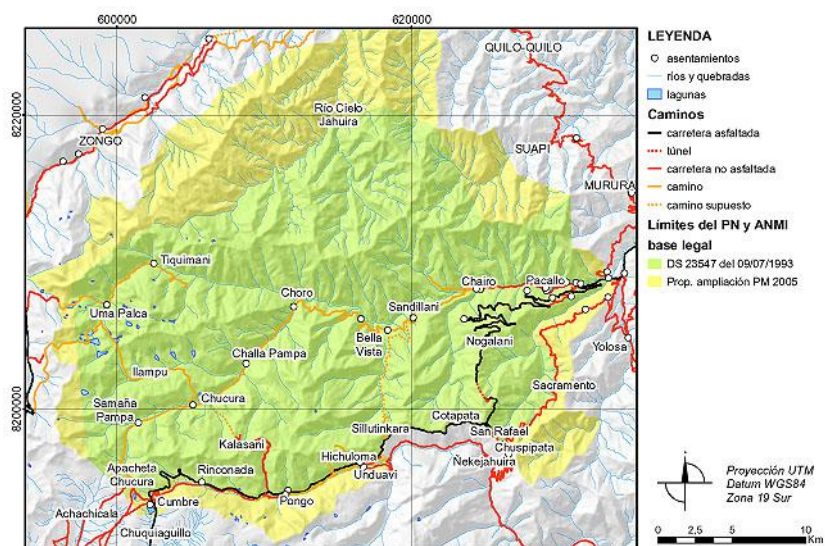 600000
620000
6220000
8200000
QUILO-QUILO
Río Cielo
Jahuira
ZONGO
SUAPI
MURURA
Tiquimani
Uma Palca
Choro
Sandillani
Chairo
Pacallo
Bella
Vista
Nogalani
Yolosa
Challa Pampa
Ilampu
Chucura
Samaña
Pampa
Sacramento
Cotapata
Sillutinkara
San Rafael
Kalasani
Chuspipata
Hichuloma
Ñekejahuira
Unduavi
Apacheta
Chucura
Rinconada
Pongo
Cumbre
Achachicala
Chuquiaguillo
LEYENDA
asentamientos
ríos y quebradas
lagunas
Caminos
carretera asfaltada
túnel
carretera no asfaltada
camino
camino supuesto
Límites del PN y ANMI
base legal
DS 23547 del 09/07/1993
Prop. ampliación PM 2005
Proyección UTM
Datum WGS84
Zona 19 Sur
0 2,5 5 10
Km